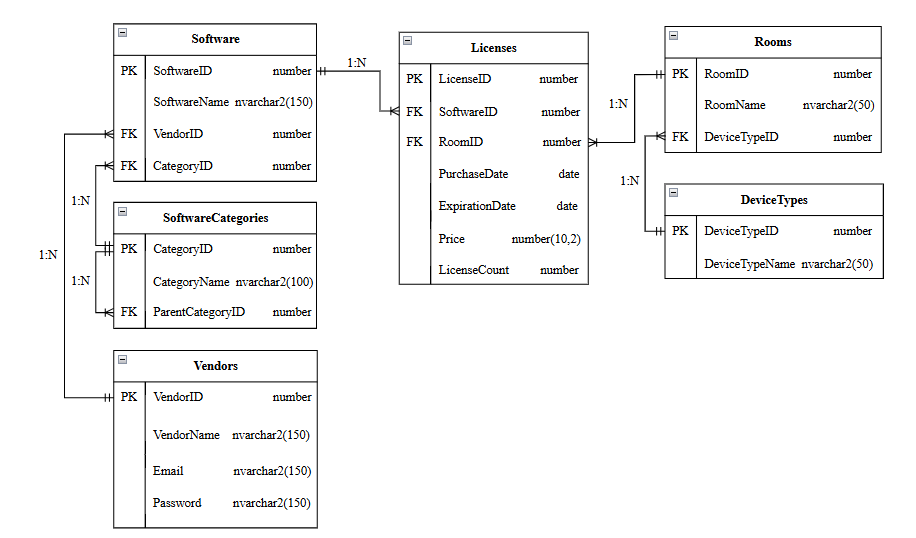 Software
PK SoftwareID number
SoftwareName nvarchar2(150)
FK VendorID number
FK CategoryID number
1:N
Licenses
PK LicenseID number
FK SoftwareID number
FK RoomID number
PurchaseDate date
ExpirationDate date
Price number(10,2)
LicenseCount number
1:N
Rooms
PK RoomID number
RoomName nvarchar2(50)
FK DeviceTypeID number
1:N
DeviceTypes
PK DeviceTypeID number
DeviceTypeName nvarchar2(50)
1:N
SoftwareCategories
PK CategoryID number
CategoryName nvarchar2(100)
FK ParentCategoryID number
1:N
1:N
Vendors
PK VendorID number
VendorName nvarchar2(150)
Email nvarchar2(150)
Password nvarchar2(150)